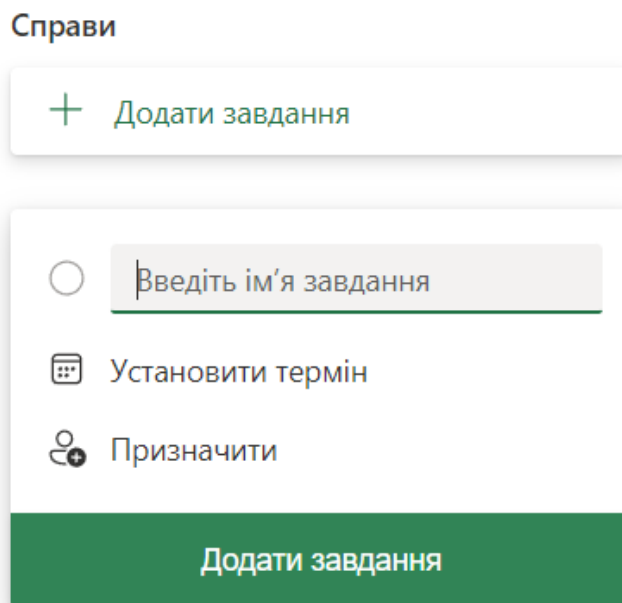 Справи
Додати завдання
Введіть ім’я завдання
Установити термін
Призначити
Додати завдання